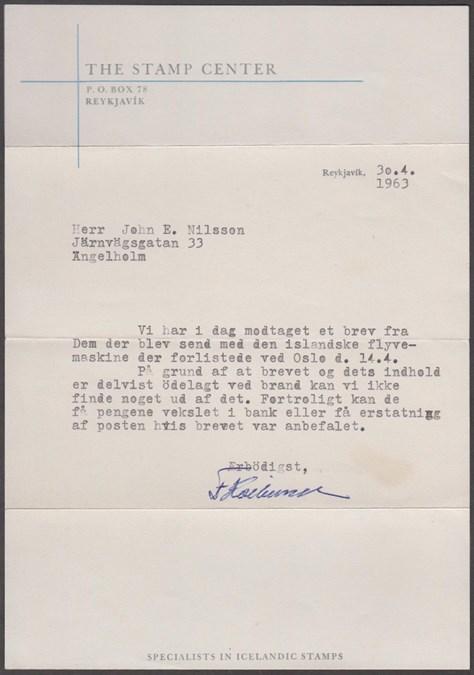 THE STAMP CENTER
P. O. BOX 78
REYKJAVÍK
Reykjavík, 30.4.
1963
Herr John E. Nilsson
Järnvägsgatan 33
Ängelholm
Vi har i dag modtaget et brev fra
Dem der blev send med den islandske flyve-
maskine der forlistede ved Oslo d. 14.4.
På grund af at brevet og dets indhold
er delvist ödelagt ved brand kan vi ikke
finde noget ud af det. Fortroligt kan de
få pengene vekslet i bank eller få erstatning
af posten hvis brevet var anbefalet.
Erbödigst,
SPECIALISTS IN ICELANDIC STAMPS